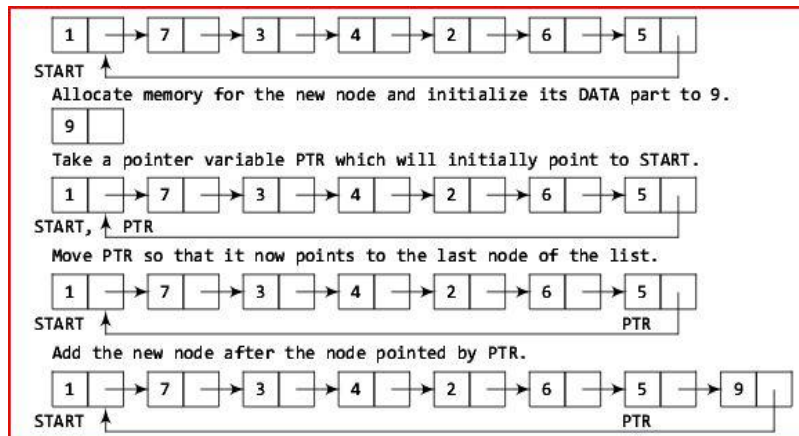 1 7 3 4 2 6 5
START
Allocate memory for the new node and initialize its DATA part to 9.
9
Take a pointer variable PTR which will initially point to START.
1 7 3 4 2 6 5
START, PTR
Move PTR so that it now points to the last node of the list.
1 7 3 4 2 6 5
START PTR
Add the new node after the node pointed by PTR.
1 7 3 4 2 6 5 9
START PTR